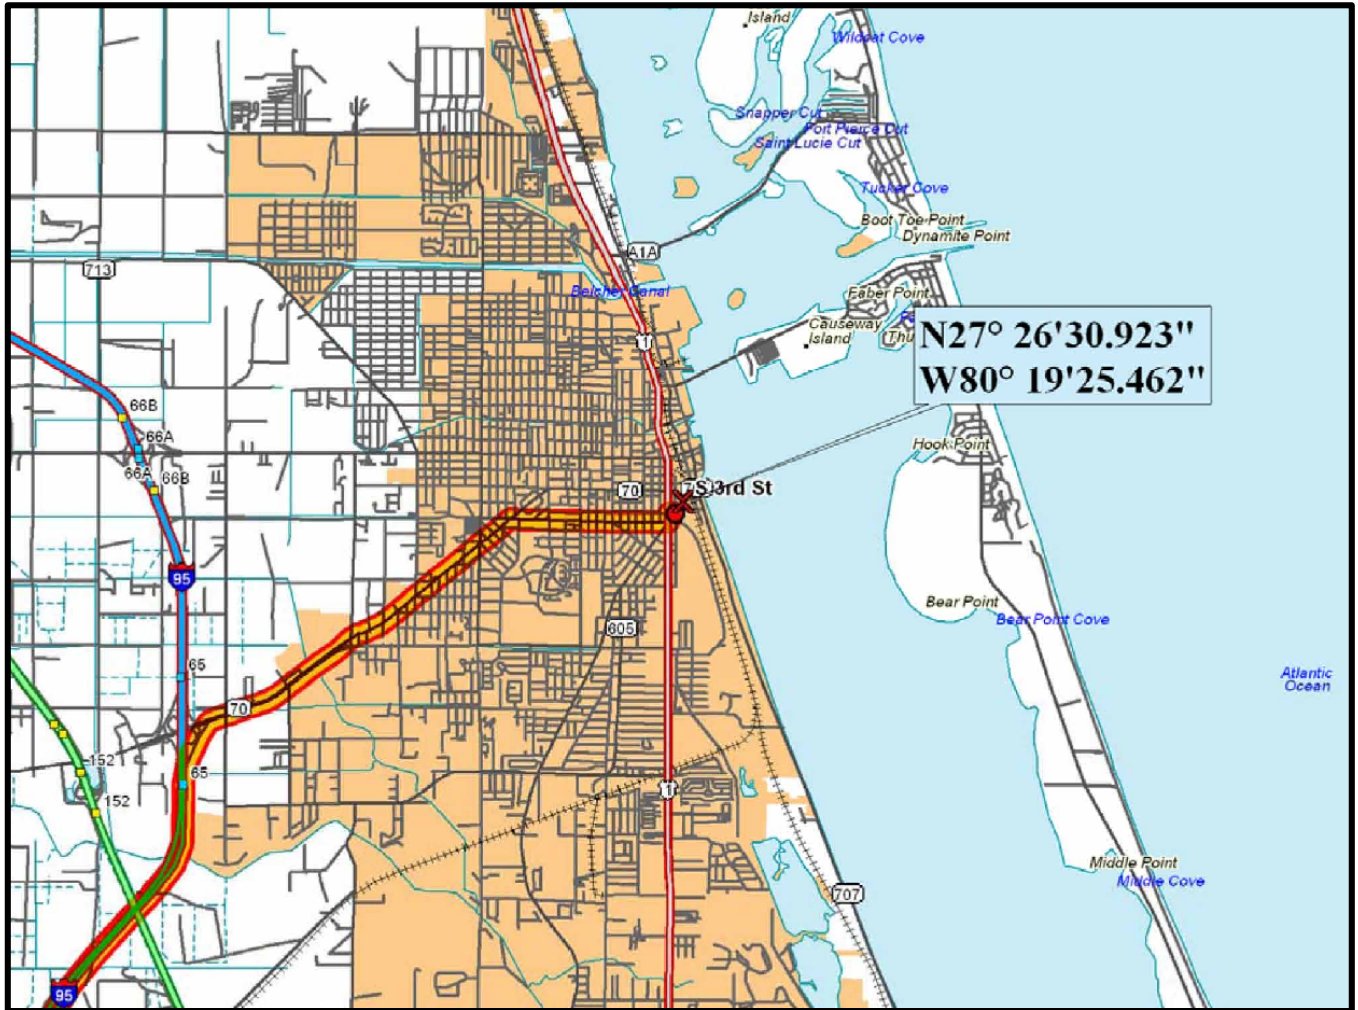 Island
Wildcat Cove
Snapper Cut
Fort Pierce Cut
Saint Lucie Cut
Tucker Cove
Boot Toe Point
Dynamite Point
A1A
713
Belcher Canal
Faber Point
Causeway
Island
Thu
N27° 26'30.923"
W80° 19'25.462"
1
66B
66A
66A
66B
Hook Point
70
S 3rd St
95
Bear Point
Bear Point Cove
605
65
Atlantic
Ocean
70
152
65
1
152
Middle Point
Middle Cove
707
95